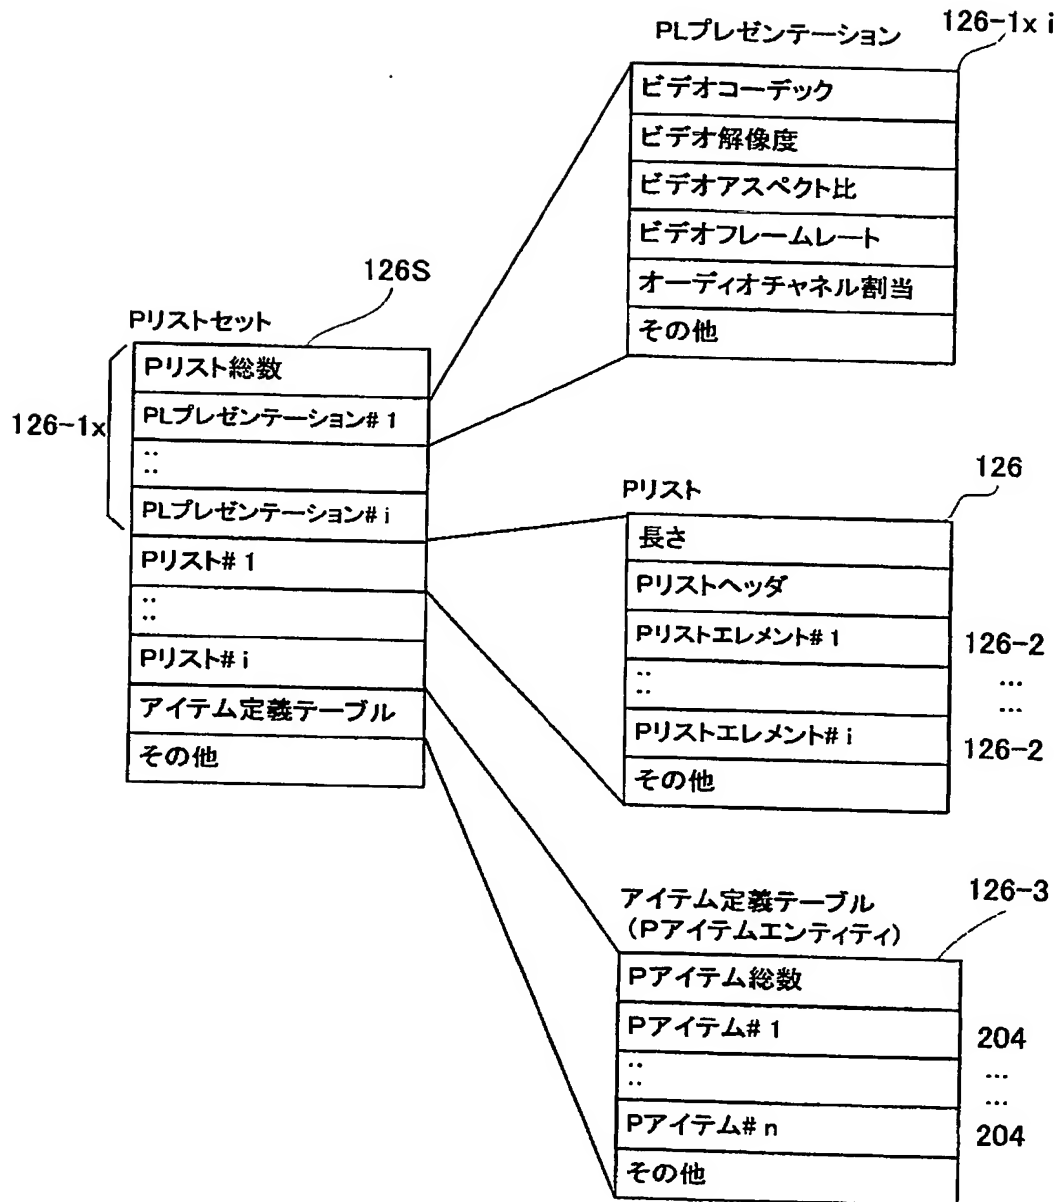 PLプレゼンテーション
126-1x i
ビデオコーデック
ビデオ解像度
ビデオアスペクト比
ビデオフレームレート
オーディオチャネル割当
その他
126S
Pリストセット
126-1x
Pリスト総数
PLプレゼンテーション#1
::
PLプレゼンテーション#i
Pリスト#1
::
Pリスト#i
アイテム定義テーブル
その他
Pリスト
126
長さ
Pリストヘッダ
Pリストエレメント#1
126-2
::
...
...
Pリストエレメント#i
126-2
その他
アイテム定義テーブル
(Pアイテムエンティティ)
126-3
Pアイテム総数
Pアイテム#1
204
::
...
...
Pアイテム#n
204
その他